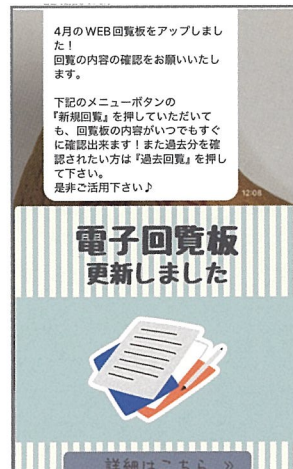 4月のWEB回覧板をアップしまし
た！
回覧の内容の確認をお願いいたし
ます。
下記のメニューボタンの
『新規回覧』を押していただいて
も、回覧板の内容がいつでもすぐ
に確認出来ます！また過去分を確
認されたい方は『過去回覧』を押し
て下さい。
是非ご活用下さい♪
12:08
電子回覧板
更新しました
詳細はこちら »